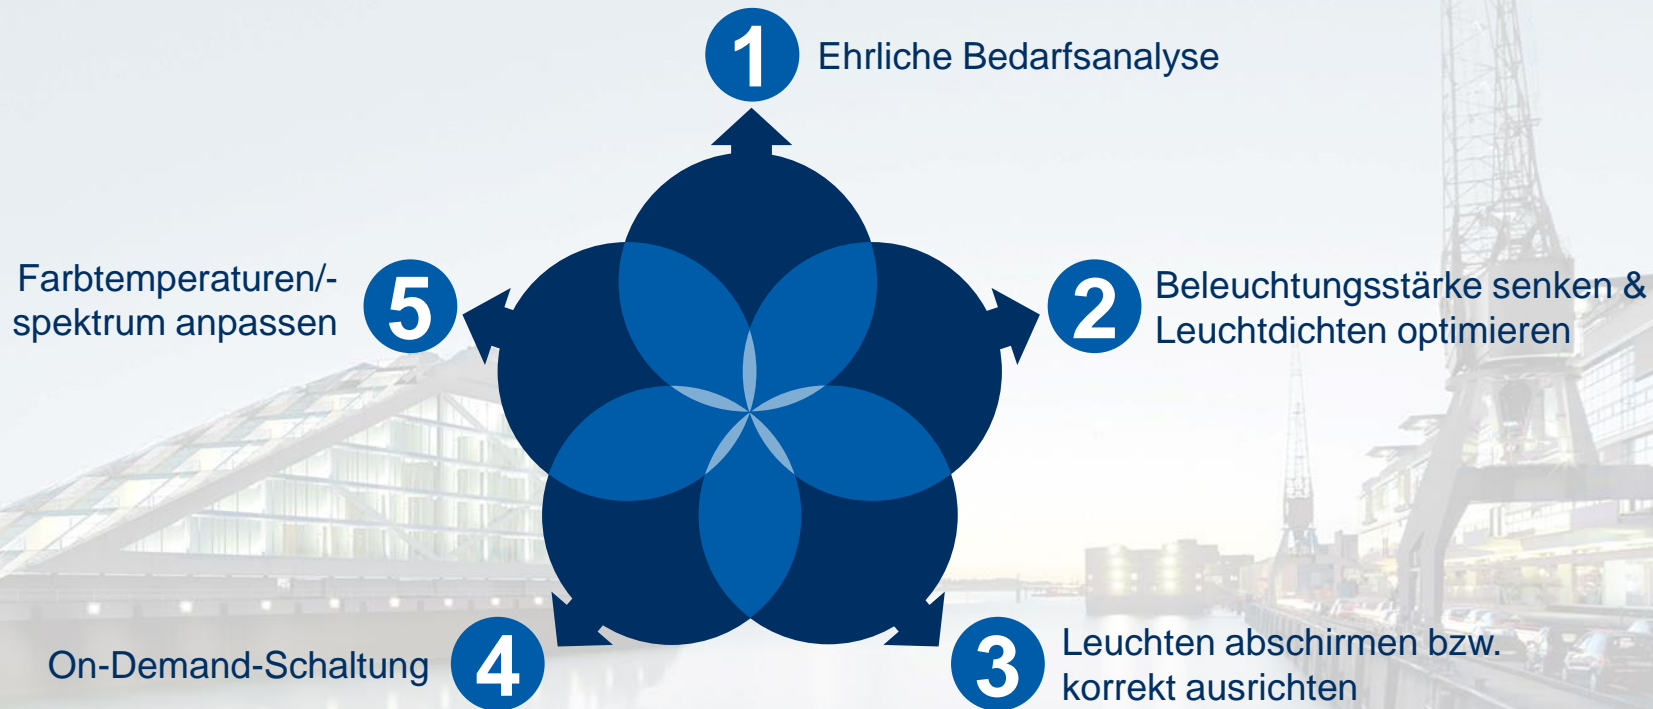 1 Ehrliche Bedarfsanalyse
2 Beleuchtungsstärke senken &
Leuchtdichten optimieren
3 Leuchten abschirmen bzw.
korrekt ausrichten
4 On-Demand-Schaltung
5 Farbtemperaturen/-
spektrum anpassen